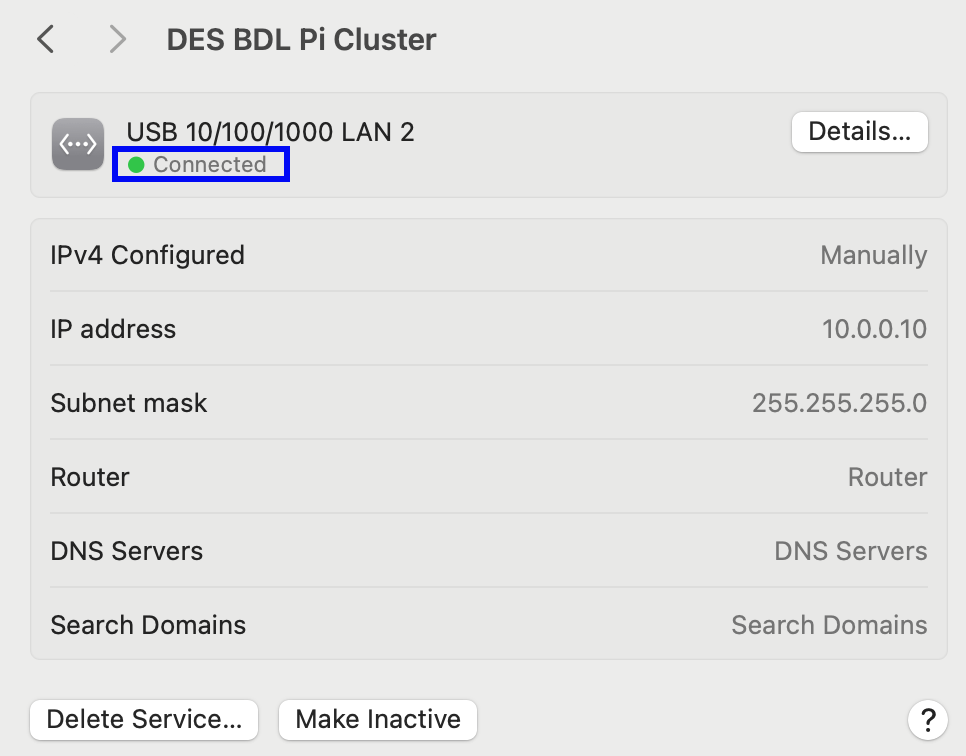 DES BDL Pi Cluster
USB 10/100/1000 LAN 2
Details...
Connected
IPv4 Configured Manually
IP address 10.0.0.10
Subnet mask 255.255.255.0
Router Router
DNS Servers DNS Servers
Search Domains Search Domains
Delete Service... Make Inactive ?